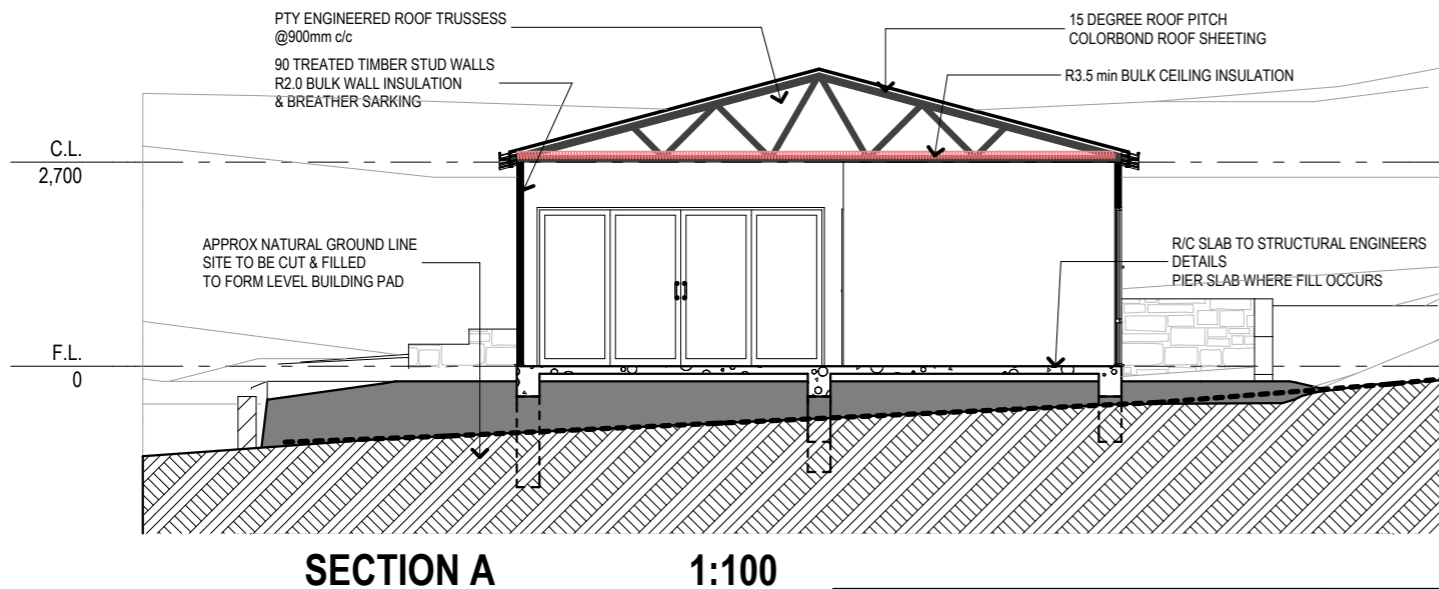 PTY ENGINEERED ROOF TRUSSESS
@900mm c/c
90 TREATED TIMBER STUD WALLS
R2.0 BULK WALL INSULATION
& BREATHER SARKING
15 DEGREE ROOF PITCH
COLORBOND ROOF SHEETING
R3.5 min BULK CEILING INSULATION
C.L.
2,700
APPROX NATURAL GROUND LINE
SITE TO BE CUT & FILLED
TO FORM LEVEL BUILDING PAD
R/C SLAB TO STRUCTURAL ENGINEERS
DETAILS
PIER SLAB WHERE FILL OCCURS
F.L.
0
SECTION A 1:100